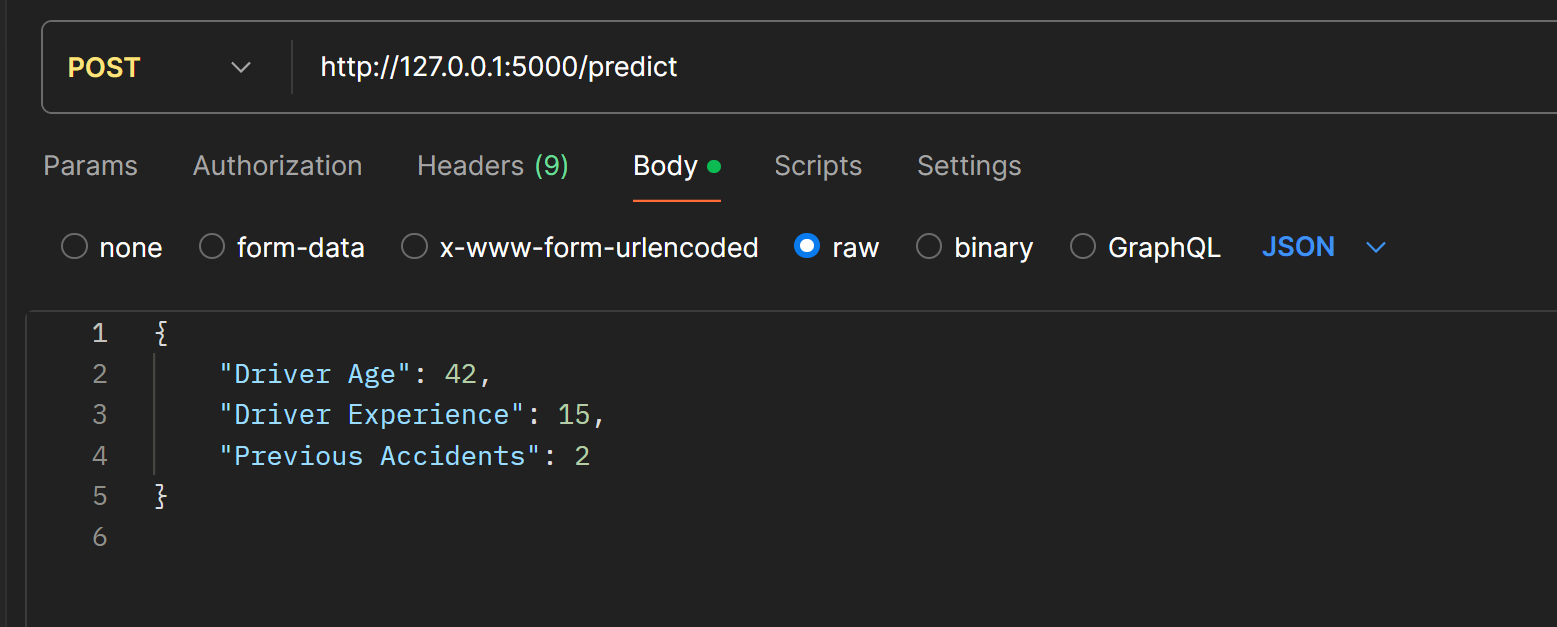 POST http://127.0.0.1:5000/predict
Params Authorization Headers (9) Body Scripts Settings
none form-data x-www-form-urlencoded raw binary GraphQL JSON
1 {
2 "Driver Age": 42,
3 "Driver Experience": 15,
4 "Previous Accidents": 2
5 }
6